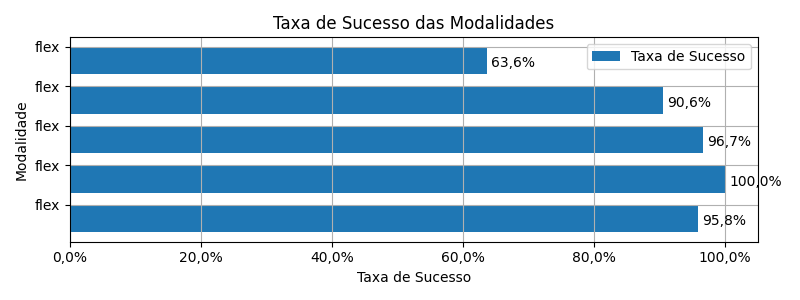 Taxa de Sucesso das Modalidades
Taxa de Sucesso
flex
63,6%
flex
90,6%
flex
96,7%
flex
100,0%
flex
95,8%
Modalidade
0,0% 20,0% 40,0% 60,0% 80,0% 100,0%
Taxa de Sucesso